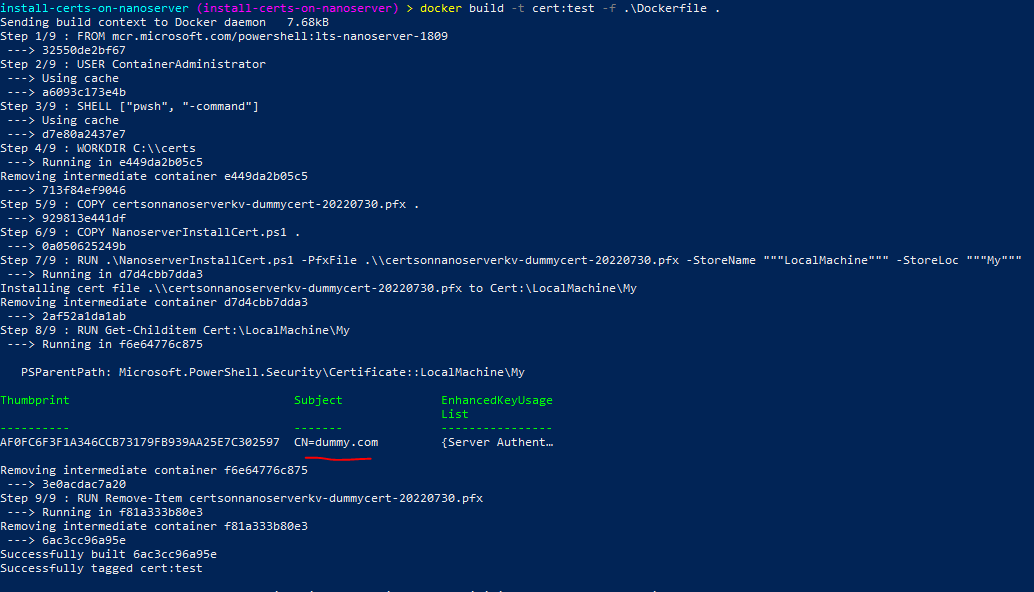 install-certs-on-nanoserver (install-certs-on-nanoserver) > docker build -t cert:test -f .\Dockerfile .
Sending build context to Docker daemon   7.68kB
Step 1/9 : FROM mcr.microsoft.com/powershell:lts-nanoserver-1809
 ---> 32550de2bf67
Step 2/9 : USER ContainerAdministrator
 ---> Using cache
 ---> a6093c173e4b
Step 3/9 : SHELL ["pwsh", "-command"]
 ---> Using cache
 ---> d7e80a2437e7
Step 4/9 : WORKDIR C:\\certs
 ---> Running in e449da2b05c5
Removing intermediate container e449da2b05c5
 ---> 713f84ef9046
Step 5/9 : COPY certsonnanoserverkv-dummycert-20220730.pfx .
 ---> 929813e441df
Step 6/9 : COPY NanoserverInstallCert.ps1 .
 ---> 0a050625249b
Step 7/9 : RUN .\NanoserverInstallCert.ps1 -PfxFile .\\certsonnanoserverkv-dummycert-20220730.pfx -StoreName """LocalMachine""" -StoreLoc """My"""
 ---> Running in d7d4cbb7dda3
Installing cert file .\\certsonnanoserverkv-dummycert-20220730.pfx to Cert:\LocalMachine\My
Removing intermediate container d7d4cbb7dda3
 ---> 2af52a1da1ab
Step 8/9 : RUN Get-Childitem Cert:\LocalMachine\My
 ---> Running in f6e64776c875
   PSParentPath: Microsoft.PowerShell.Security\Certificate::LocalMachine\My
Thumbprint                                Subject              EnhancedKeyUsage
                                                               List
----------                                -------              ----------------
AF0FC6F3F1A346CCB73179FB939AA25E7C302597  CN=dummy.com         {Server Authent…
Removing intermediate container f6e64776c875
 ---> 3e0acdac7a20
Step 9/9 : RUN Remove-Item certsonnanoserverkv-dummycert-20220730.pfx
 ---> Running in f81a333b80e3
Removing intermediate container f81a333b80e3
 ---> 6ac3cc96a95e
Successfully built 6ac3cc96a95e
Successfully tagged cert:test